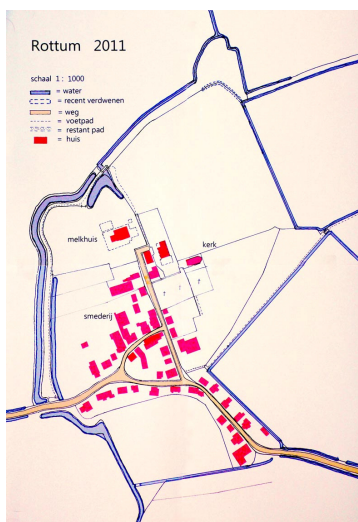 Rottum 2011
schaal 1 : 1000
= water
= recent verdwenen
= weg
= voetpad
= restant pad
= huis
melkhuis
kerk
smederij